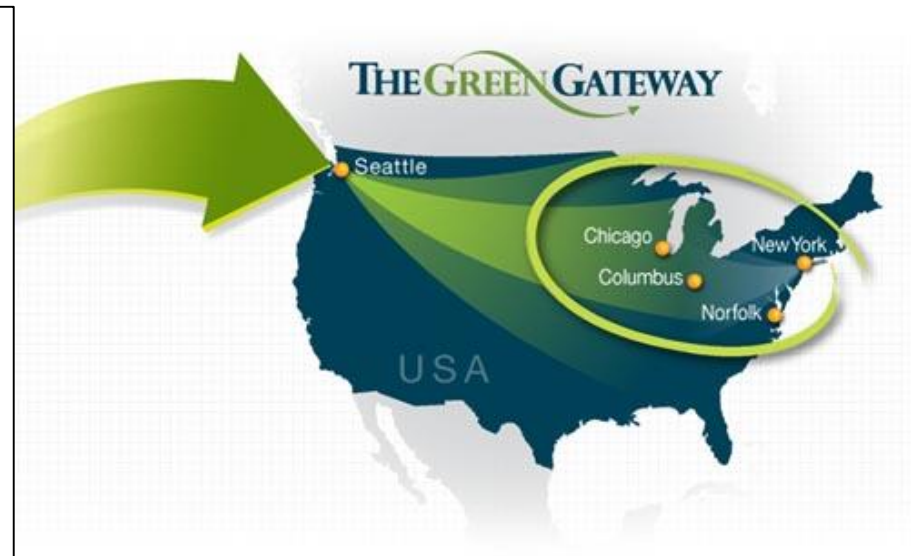 THE GREEN GATEWAY
Seattle
Chicago
New York
Columbus
Norfolk
USA